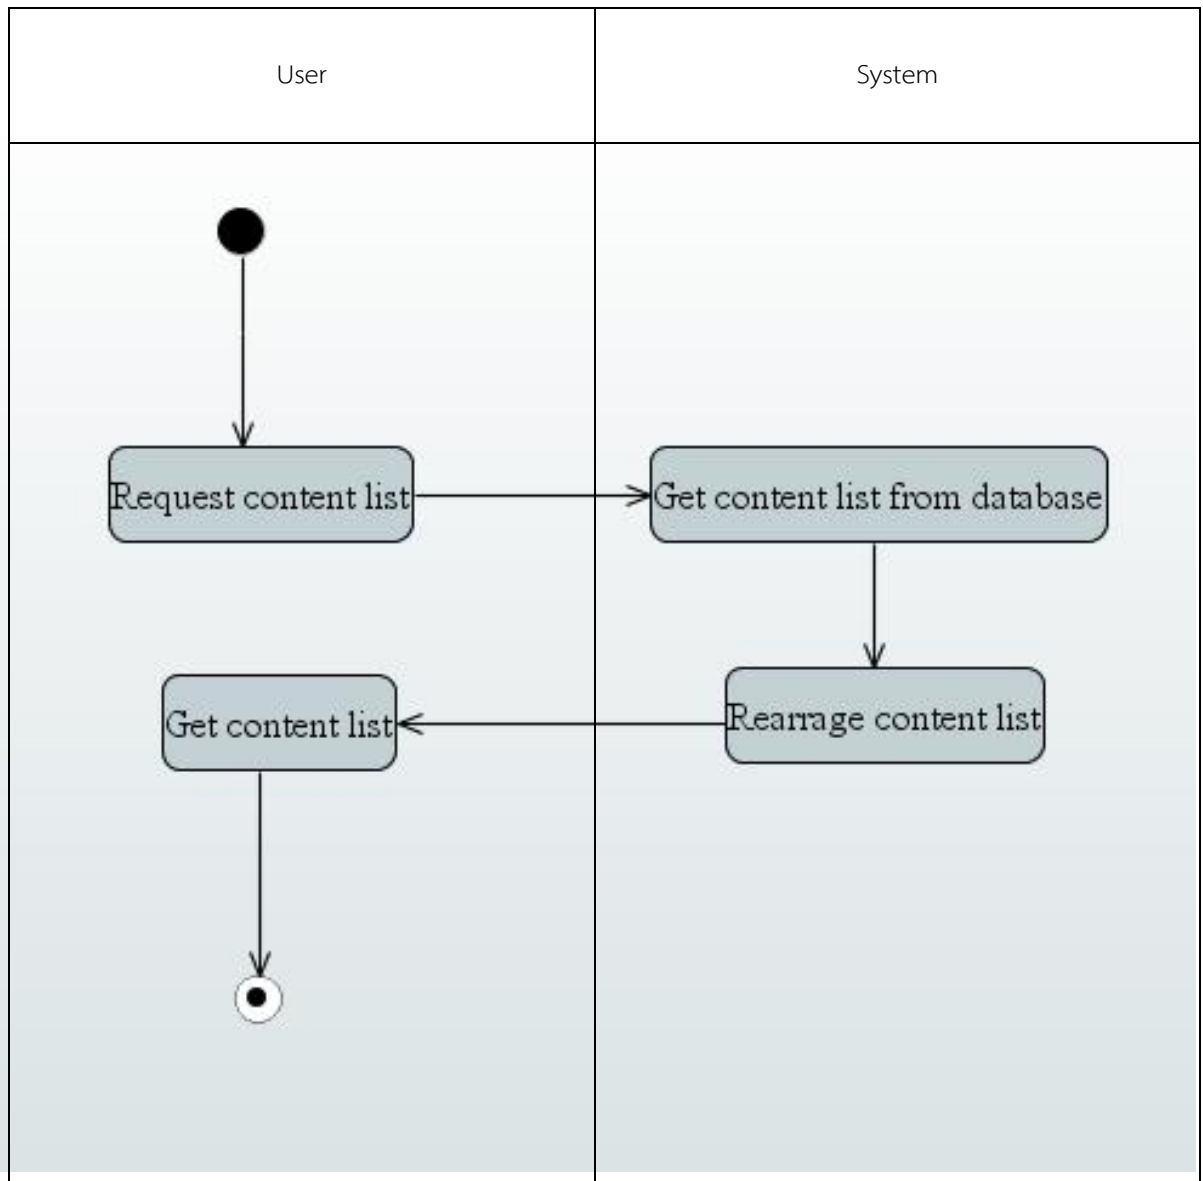 User
System
Request content list
Get content list from database
Get content list
Rearrage content list